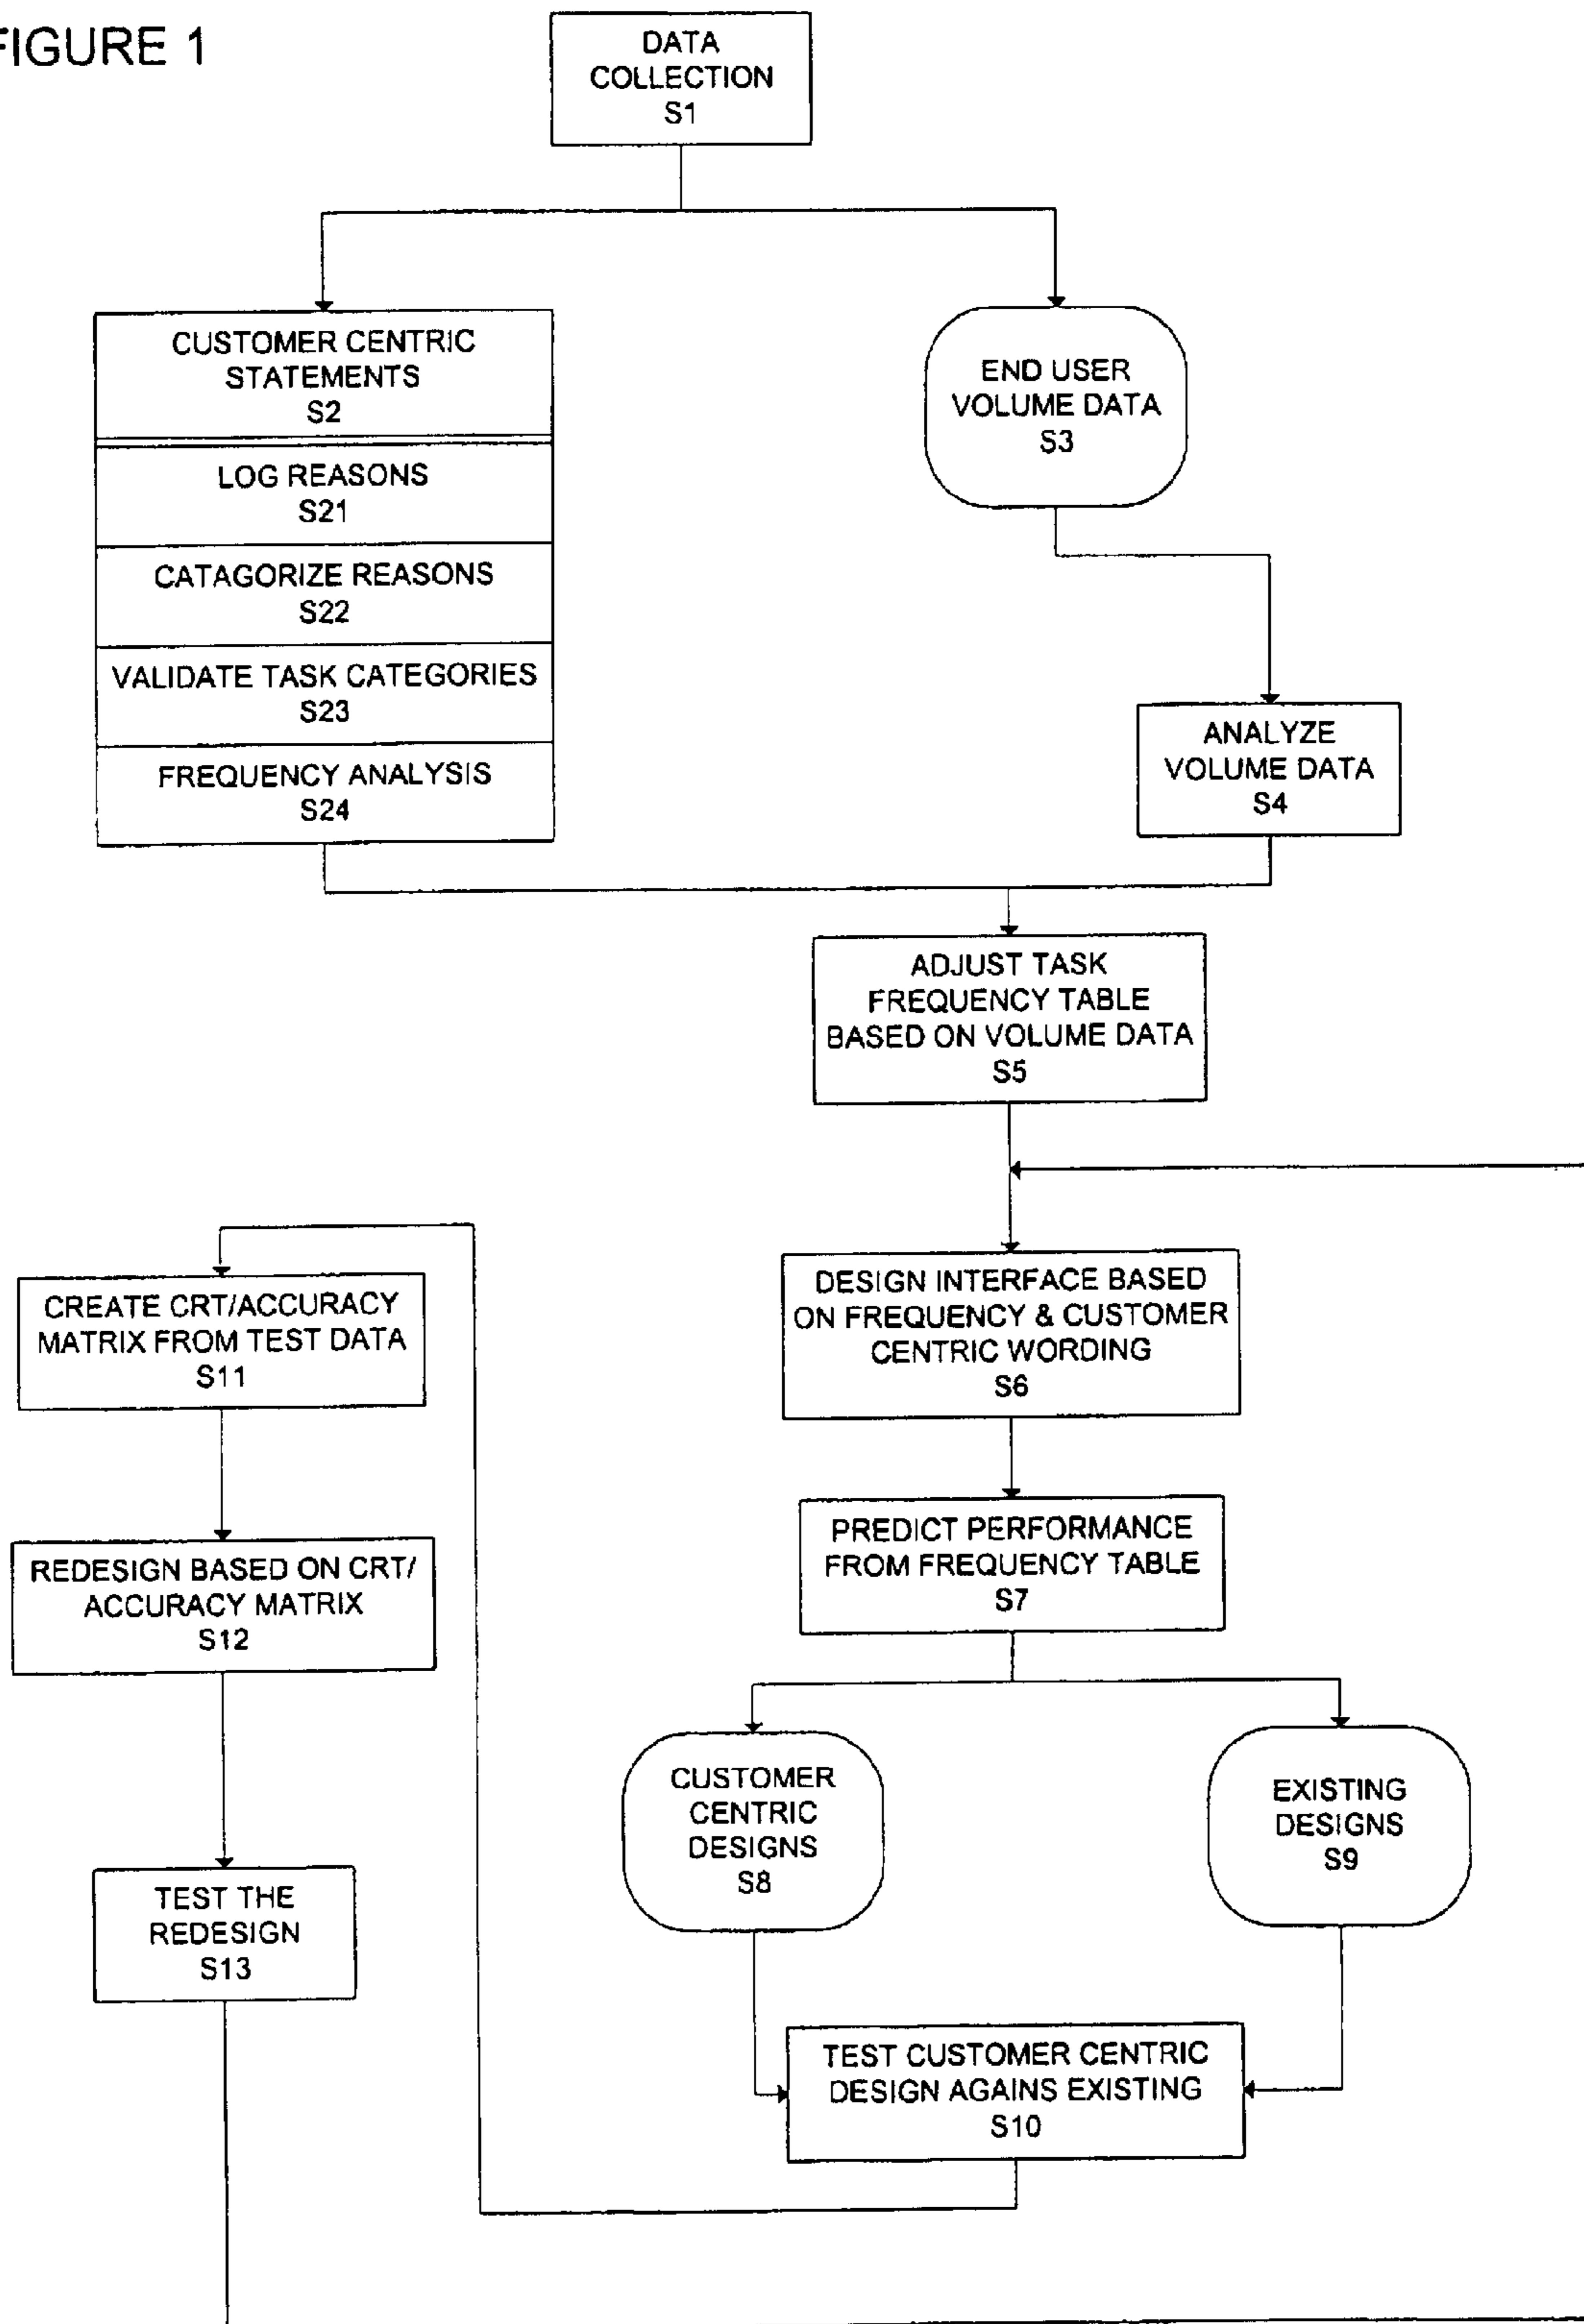 FIGURE 1
DATA
COLLECTION
S1
CUSTOMER CENTRIC
STATEMENTS
S2
LOG REASONS
S21
CATAGORIZE REASONS
S22
VALIDATE TASK CATEGORIES
S23
FREQUENCY ANALYSIS
S24
END USER
VOLUME DATA
S3
ANALYZE
VOLUME DATA
S4
ADJUST TASK
FREQUENCY TABLE
BASED ON VOLUME DATA
S5
DESIGN INTERFACE BASED
ON FREQUENCY & CUSTOMER
CENTRIC WORDING
S6
PREDICT PERFORMANCE
FROM FREQUENCY TABLE
S7
CUSTOMER
CENTRIC
DESIGNS
S8
EXISTING
DESIGNS
S9
TEST CUSTOMER CENTRIC
DESIGN AGAINS EXISTING
S10
CREATE CRT/ACCURACY
MATRIX FROM TEST DATA
S11
REDESIGN BASED ON CRT/
ACCURACY MATRIX
S12
TEST THE
REDESIGN
S13